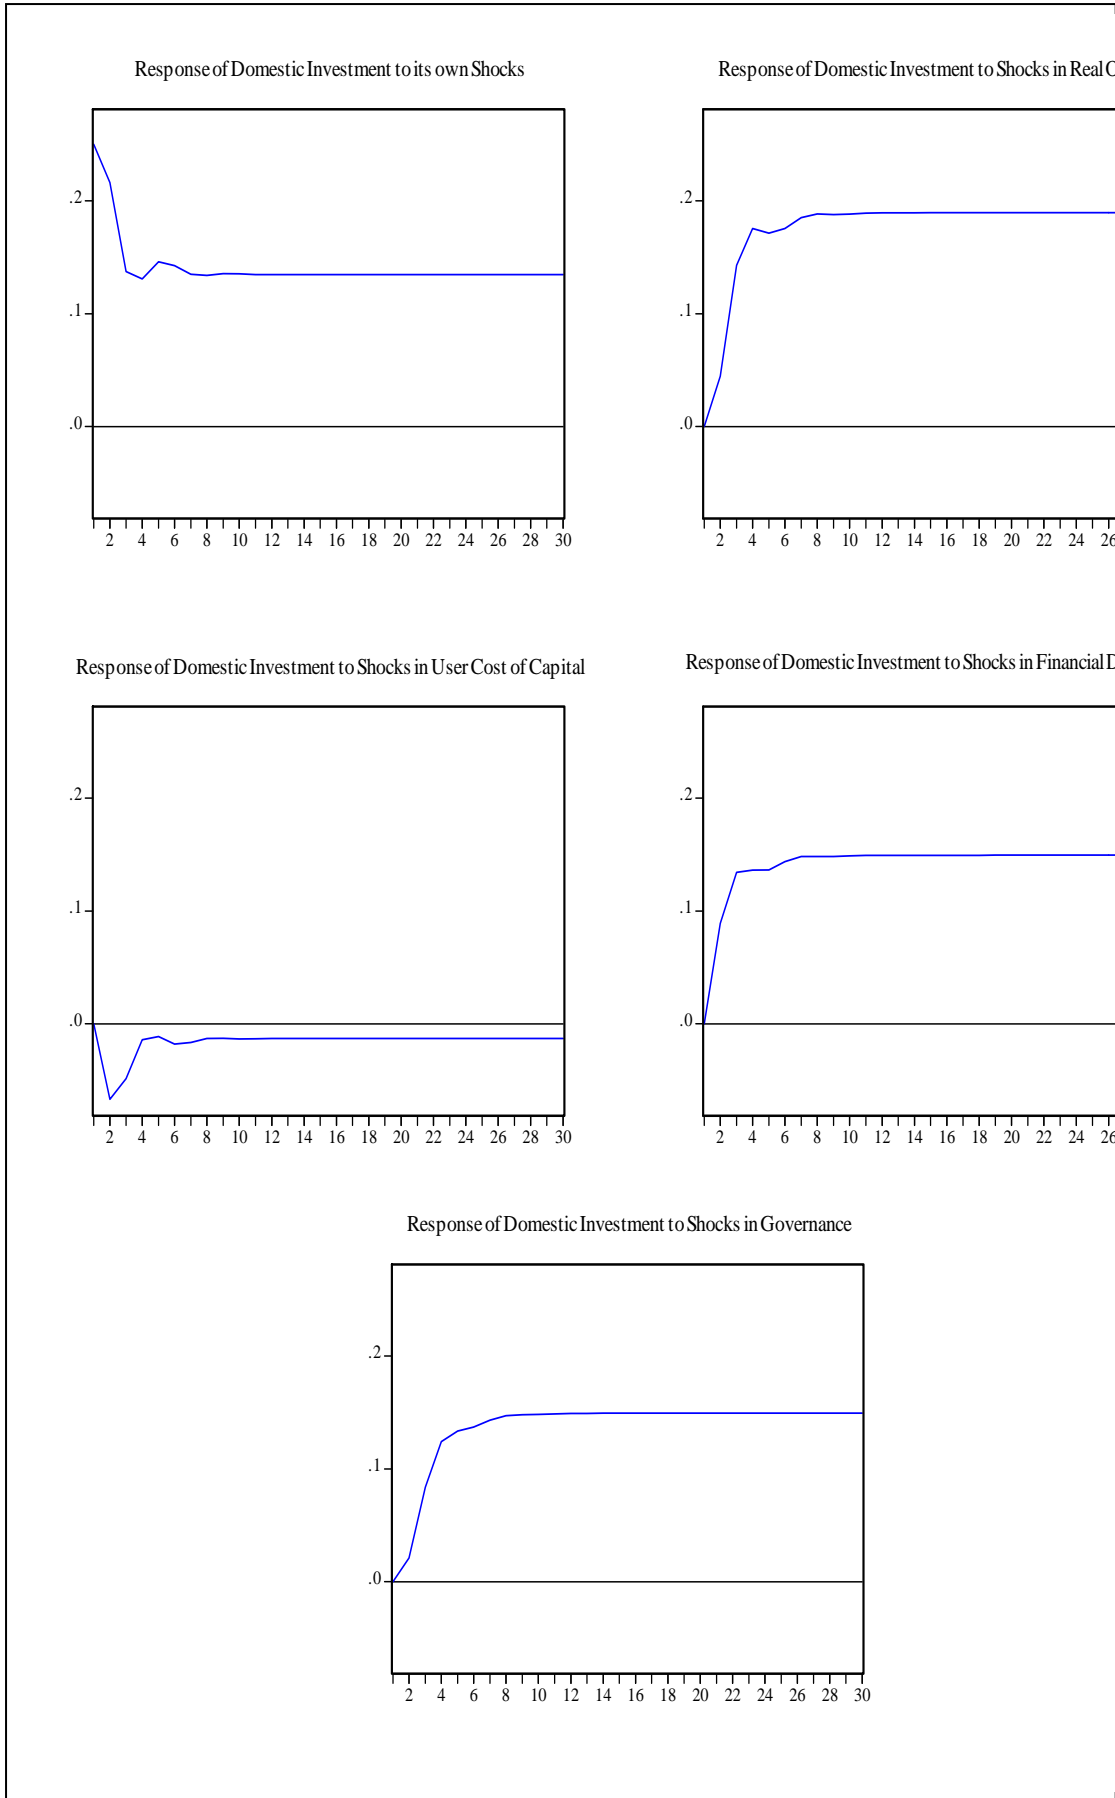 Response of Domestic Investment to its own Shocks
Response of Domestic Investment to Shocks in Real
.2
.1
.0
2 4 6 8 10 12 14 16 18 20 22 24 26 28 30
.2
.1
.0
2 4 6 8 10 12 14 16 18 20 22 24 26
Response of Domestic Investment to Shocks in User Cost of Capital
Response of Domestic Investment to Shocks in Financial
.2
.1
.0
2 4 6 8 10 12 14 16 18 20 22 24 26 28 30
.2
.1
.0
2 4 6 8 10 12 14 16 18 20 22 24 26
Response of Domestic Investment to Shocks in Governance
.2
.1
.0
2 4 6 8 10 12 14 16 18 20 22 24 26 28 30